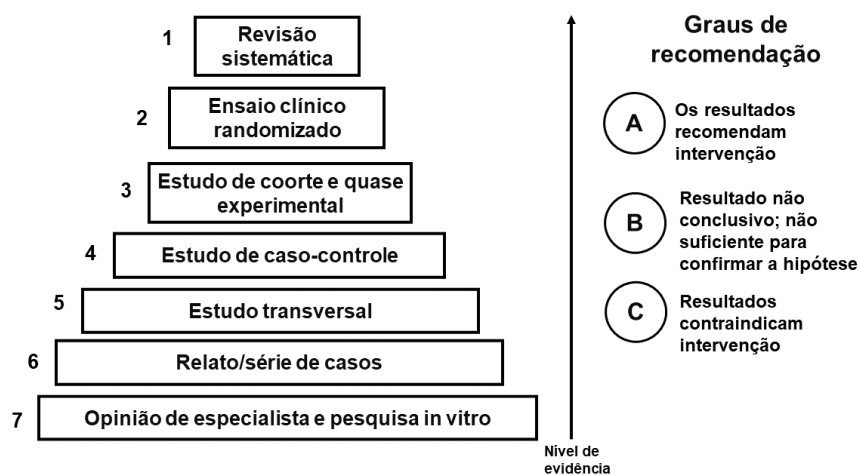 1
Revisão
sistemática
2
Ensaio clínico
randomizado
3
Estudo de coorte e quase
experimental
4
Estudo de caso-controle
5
Estudo transversal
6
Relato/série de casos
7
Opinião de especialista e pesquisa in vitro
Nível de
evidência
Graus de
recomendação
A
Os resultados
recomendam
intervenção
B
Resultado não
conclusivo; não
suficiente para
confirmar a hipótese
C
Resultados
contraindicam
intervenção